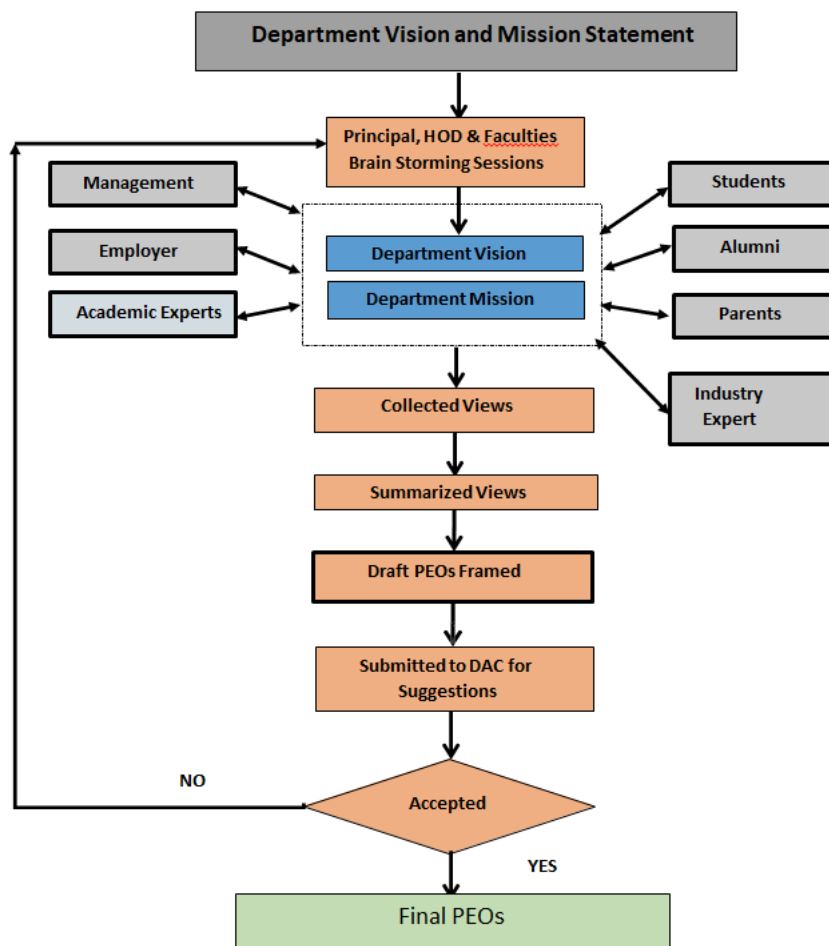 Department Vision and Mission Statement
Principal, HOD & Faculties
Brain Storming Sessions
Management
Students
Employer
Department Vision
Alumni
Academic Experts
Department Mission
Parents
Collected Views
Industry
Expert
Summarized Views
Draft PEOs Framed
Submitted to DAC for
Suggestions
NO
Accepted
YES
Final PEOs